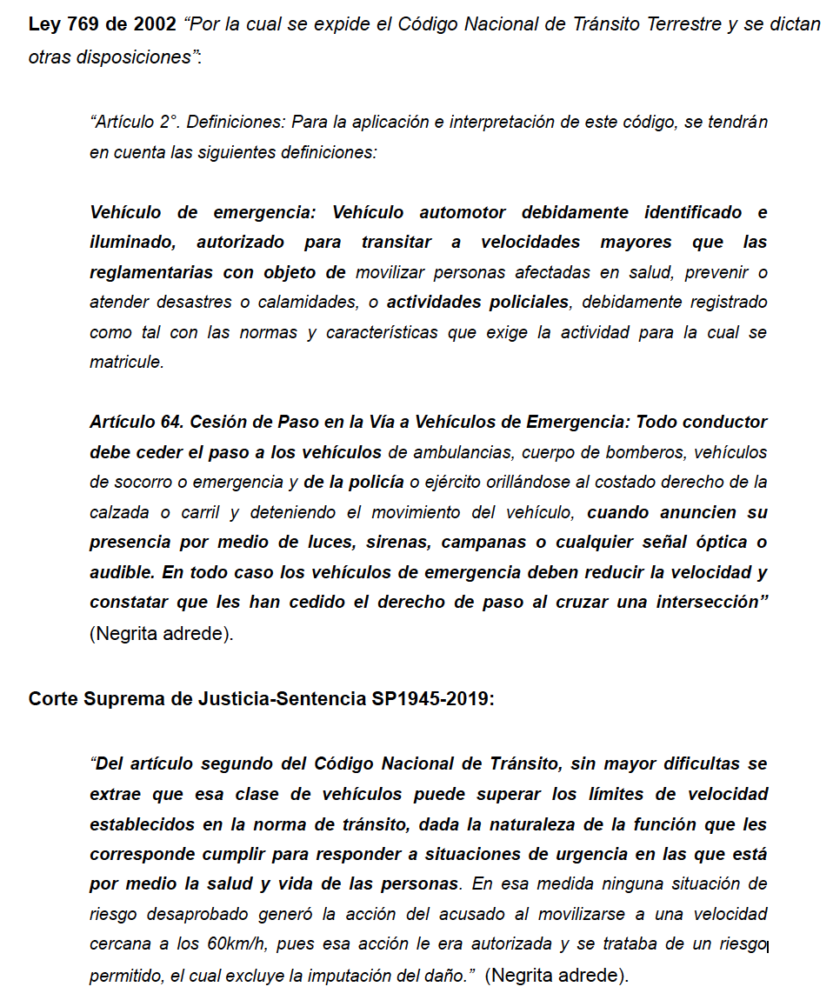 Ley 769 de 2002 “Por la cual se expide el Código Nacional de Tránsito Terrestre y se dictan
otras disposiciones”:
“Artículo 2°. Definiciones: Para la aplicación e interpretación de este código, se tendrán
en cuenta las siguientes definiciones:
Vehículo de emergencia: Vehículo automotor debidamente identificado e
iluminado, autorizado para transitar a velocidades mayores que las
reglamentarias con objeto de movilizar personas afectadas en salud, prevenir o
atender desastres o calamidades, o actividades policiales, debidamente registrado
como tal con las normas y características que exige la actividad para la cual se
matricule.
Artículo 64. Cesión de Paso en la Vía a Vehículos de Emergencia: Todo conductor
debe ceder el paso a los vehículos de ambulancias, cuerpo de bomberos, vehículos
de socorro o emergencia y de la policía o ejército orillándose al costado derecho de la
calzada o carril y deteniendo el movimiento del vehículo, cuando anuncien su
presencia por medio de luces, sirenas, campanas o cualquier señal óptica o
audible. En todo caso los vehículos de emergencia deben reducir la velocidad y
constatar que les han cedido el derecho de paso al cruzar una intersección”
(Negrita adrede).
Corte Suprema de Justicia-Sentencia SP1945-2019:
“Del artículo segundo del Código Nacional de Tránsito, sin mayor dificultas se
extrae que esa clase de vehículos puede superar los límites de velocidad
establecidos en la norma de tránsito, dada la naturaleza de la función que les
corresponde cumplir para responder a situaciones de urgencia en las que está
por medio la salud y vida de las personas. En esa medida ninguna situación de
riesgo desaprobado generó la acción del acusado al movilizarse a una velocidad
cercana a los 60km/h, pues esa acción le era autorizada y se trataba de un riesgo
permitido, el cual excluye la imputación del daño.” (Negrita adrede).